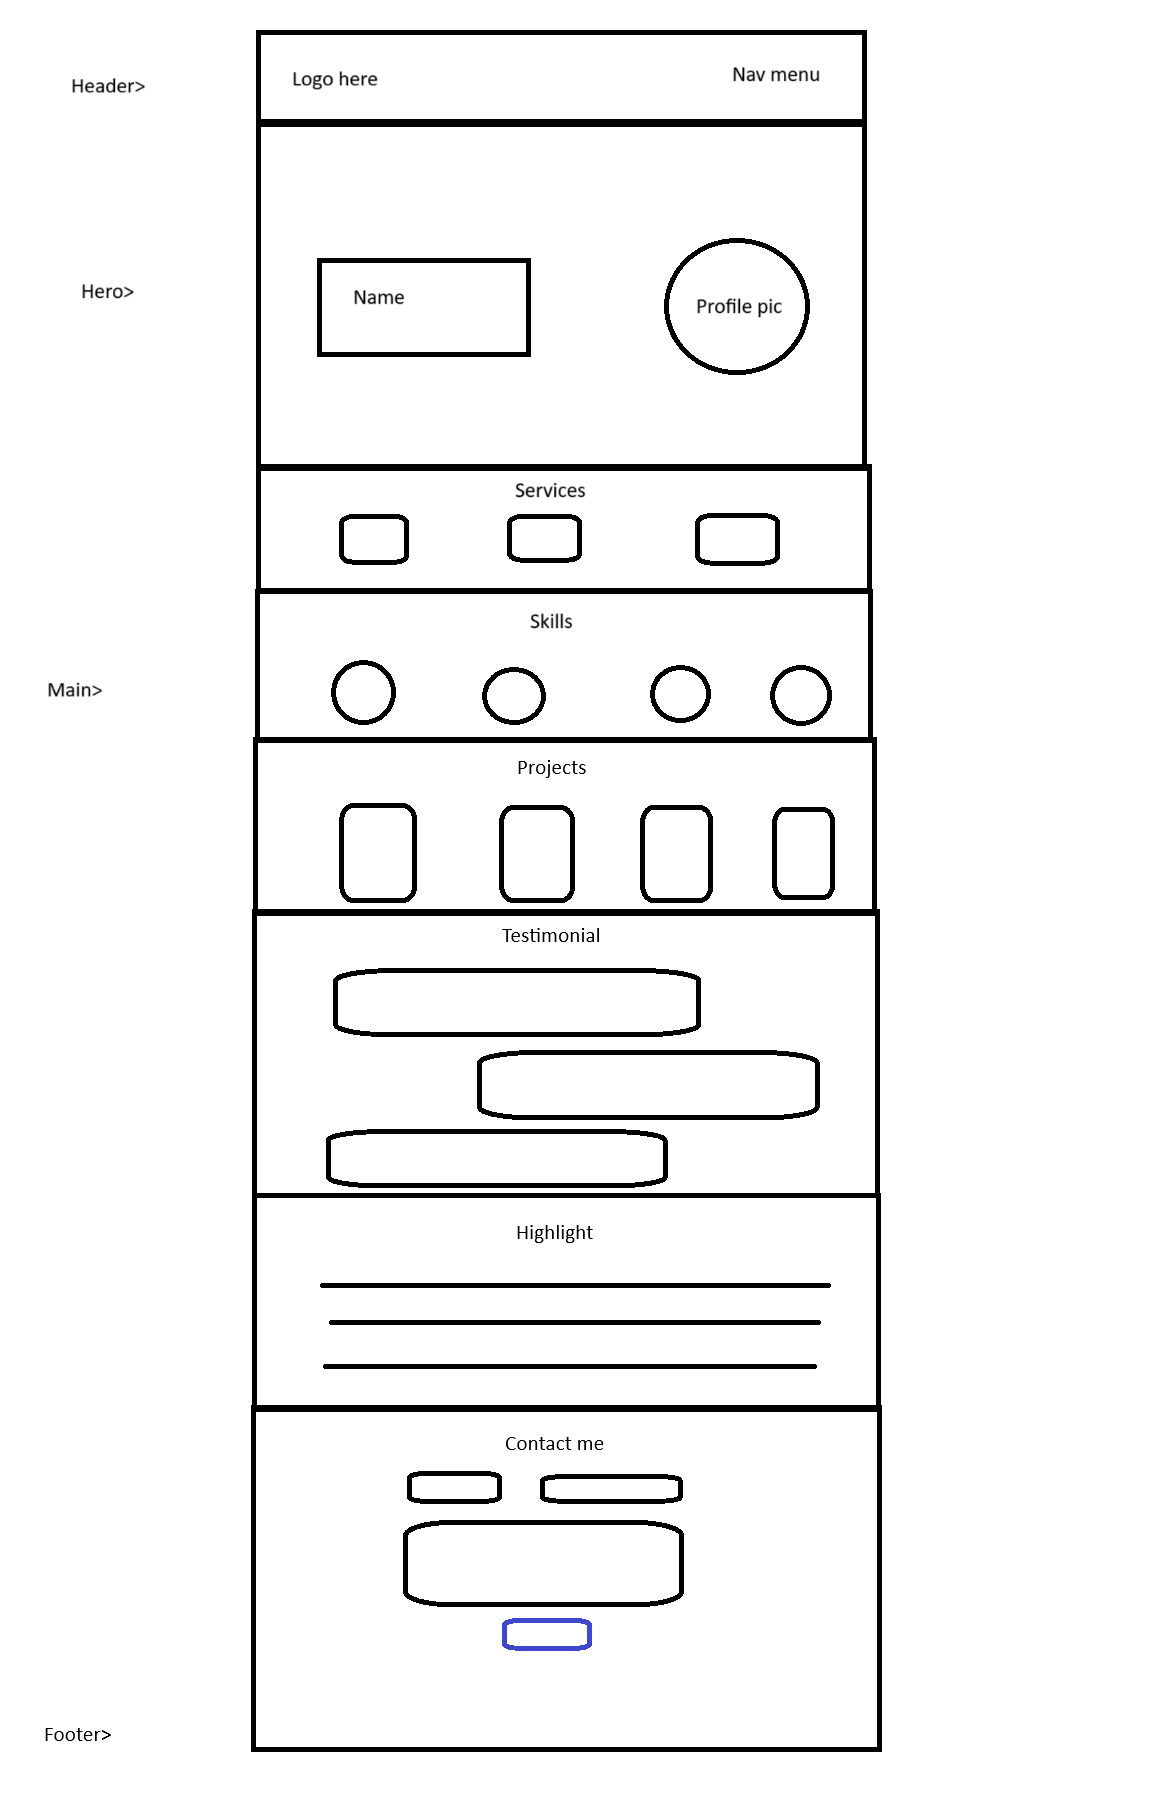 Header>
Logo here
Nav menu
Hero>
Name
Profile pic
Services
Skills
Main>
Projects
Testimonial
Highlight
Contact me
Footer>